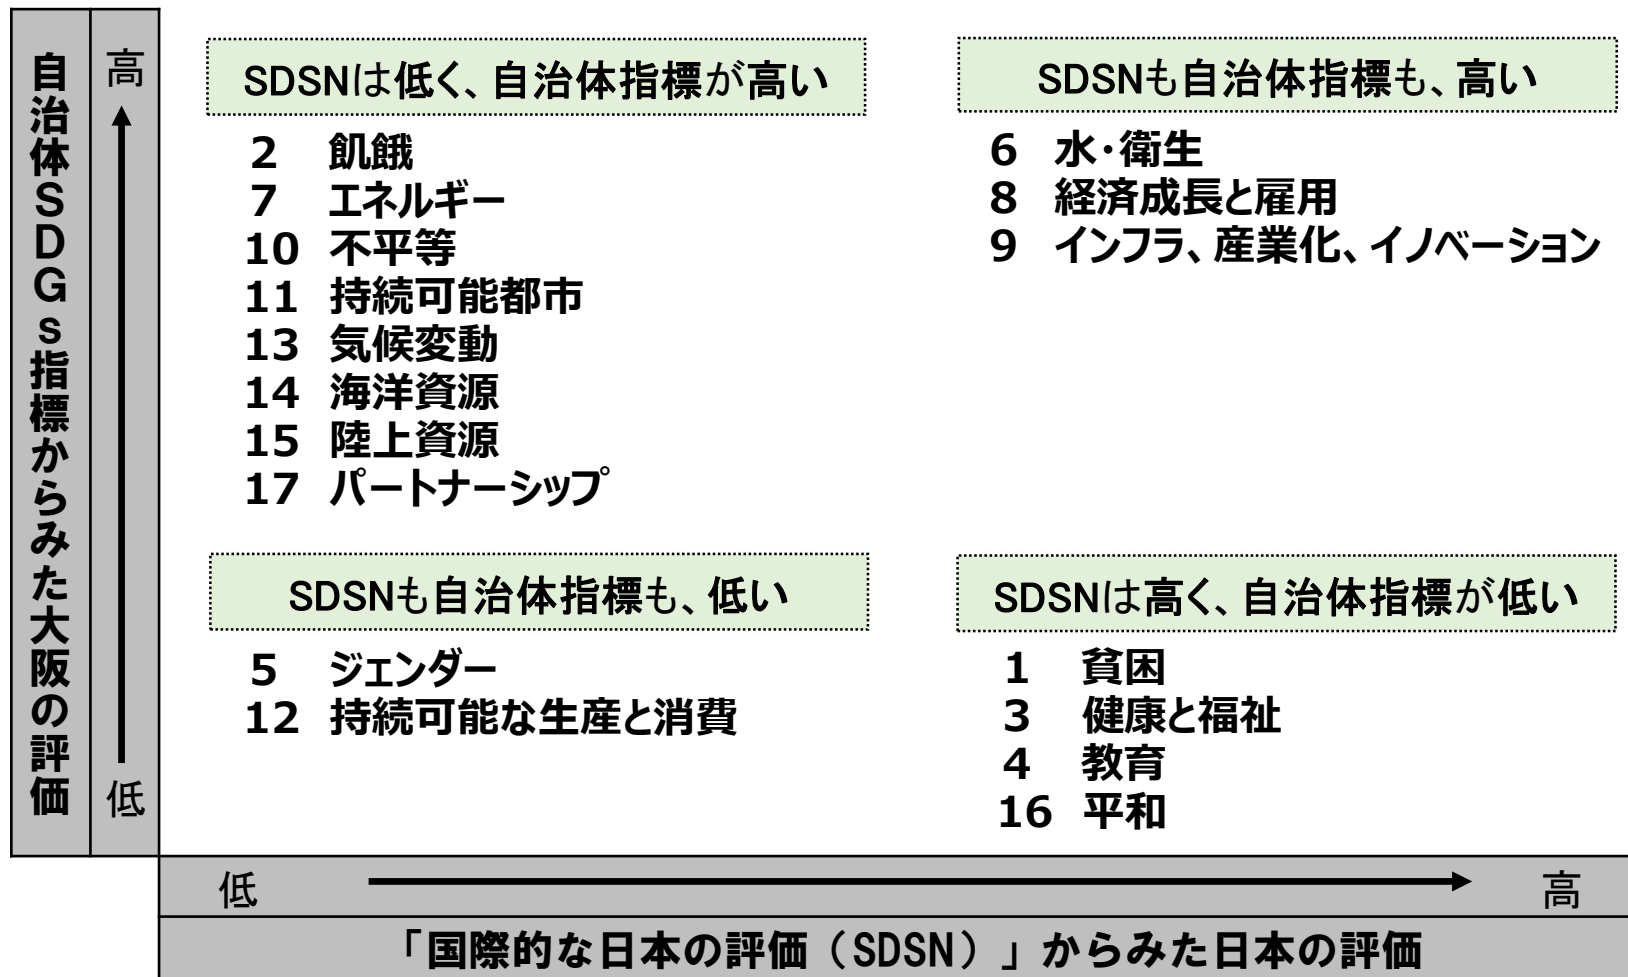 自治体SDGs指標からみた大阪の評価
高
低
SDSNは低く、自治体指標が高い
2 飢餓
7 エネルギー
10 不平等
11 持続可能都市
13 気候変動
14 海洋資源
15 陸上資源
17 パートナーシップ
SDSNも自治体指標も、高い
6 水・衛生
8 経済成長と雇用
9 インフラ、産業化、イノベーション
SDSNも自治体指標も、低い
5 ジェンダー
12 持続可能な生産と消費
SDSNは高く、自治体指標が低い
1 貧困
3 健康と福祉
4 教育
16 平和
低
高
「国際的な日本の評価（SDSN）」からみた日本の評価